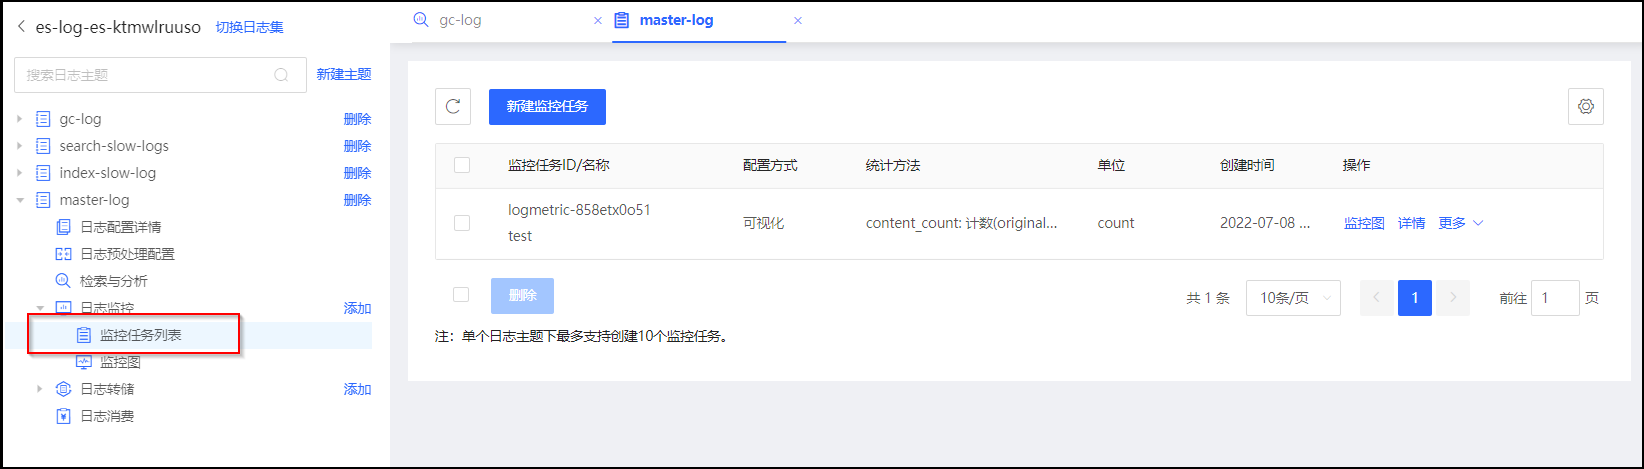 es-log-es-ktmwlruuso 切换日志集
搜索日志主题 新建主题
gc-log 删除
search-slow-logs 删除
index-slow-log 删除
master-log 删除
日志配置详情
日志预处理配置
检索与分析
日志监控 添加
监控任务列表
监控图
日志转储 添加
日志消费
gc-log master-log
新建监控任务
监控任务ID/名称 配置方式 统计方法 单位 创建时间 操作
logmetric-858etx0o51
test
可视化 content_count: 计数(original... count 2022-07-08 ... 监控图 详情 更多
删除
共 1 条 10条/页 1 前往 1 页
注：单个日志主题下最多支持创建10个监控任务。